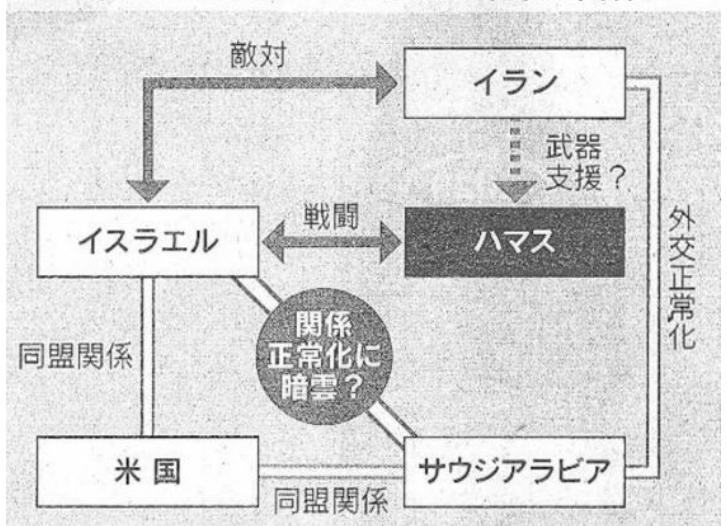 敵対
イラン
武器
支援？
イスラエル
戦闘
ハマス
外交正常化
関係
正常化に
暗雲？
同盟関係
米国
同盟関係
サウジアラビア